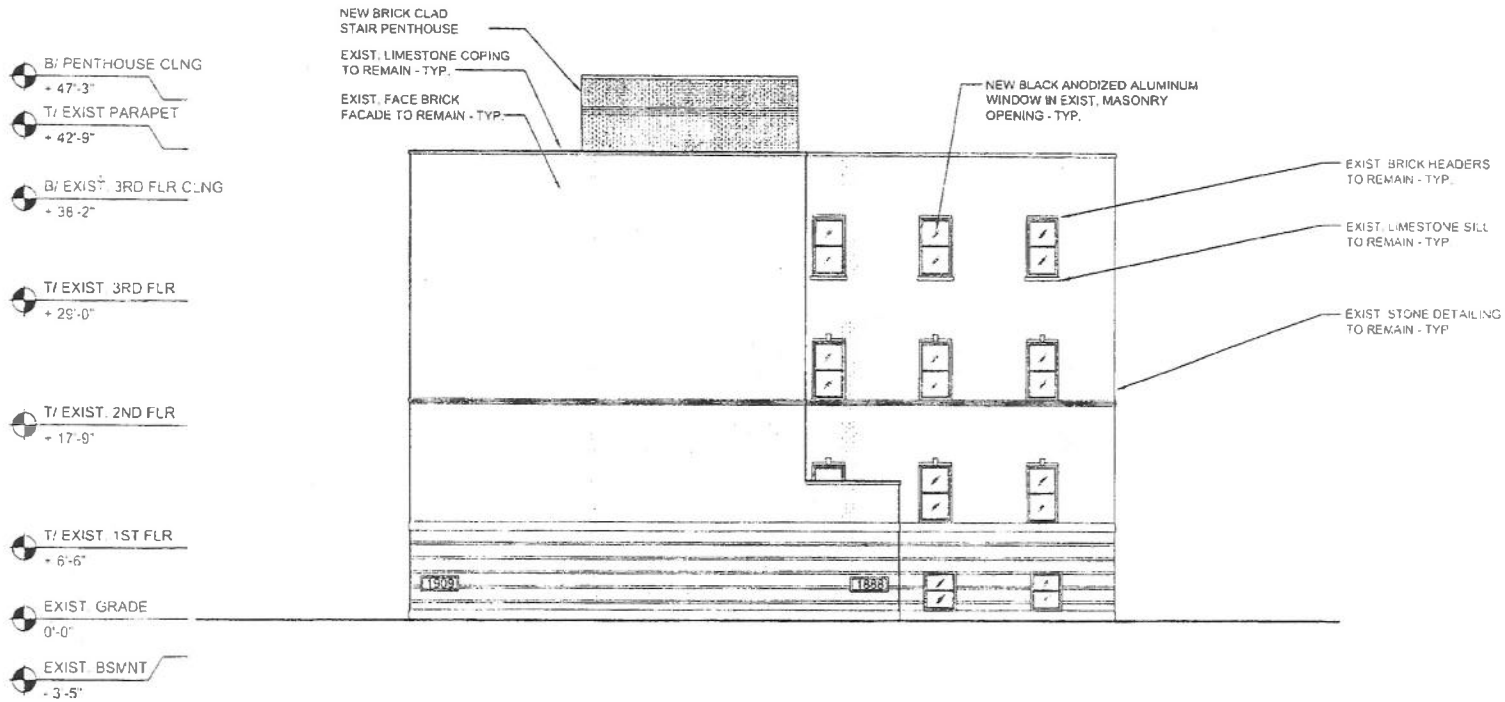 NEW BRICK CLAD
STAIR PENTHOUSE
EXIST. LIMESTONE COPING
TO REMAIN - TYP.
EXIST. FACE BRICK
FACADE TO REMAIN - TYP.
NEW BLACK ANODIZED ALUMINUM
WINDOW IN EXIST. MASONRY
OPENING - TYP.
EXIST. BRICK HEADERS
TO REMAIN - TYP.
EXIST. LIMESTONE SILL
TO REMAIN - TYP
EXIST. STONE DETAILING
TO REMAIN - TYP
B/ PENTHOUSE CLNG
+ 47'-3"
T/ EXIST PARAPET
+ 42'-9"
B/ EXIST. 3RD FLR CLNG
+ 38'-2"
T/ EXIST. 3RD FLR
+ 29'-0"
T/ EXIST. 2ND FLR
+ 17'-9"
T/ EXIST. 1ST FLR
+ 6'-6"
EXIST. GRADE
0'-0"
EXIST. BSMNT
- 3'-5"
1909
1888